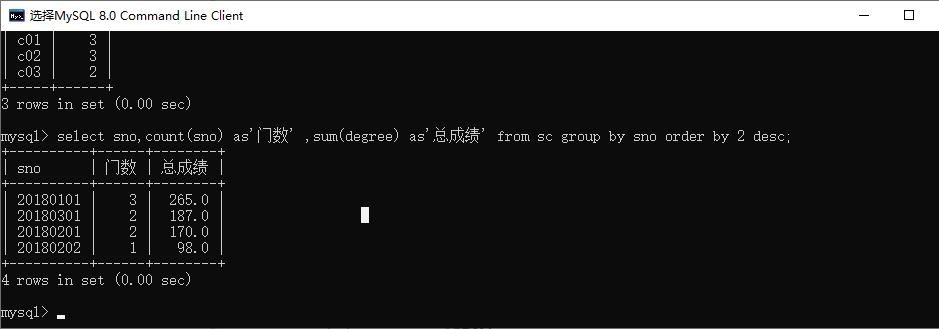 选择MySQL 8.0 Command Line Client
| c01 |    3 |
| c02 |    3 |
| c03 |    2 |
+-----+------+
3 rows in set (0.00 sec)
mysql> select sno,count(sno) as'门数' ,sum(degree) as'总成绩' from sc group by sno order by 2 desc;
+----------+------+--------+
| sno      | 门数 | 总成绩 |
+----------+------+--------+
| 20180101 |    3 |  265.0 |
| 20180301 |    2 |  187.0 |
| 20180201 |    2 |  170.0 |
| 20180202 |    1 |   98.0 |
+----------+------+--------+
4 rows in set (0.00 sec)
mysql>